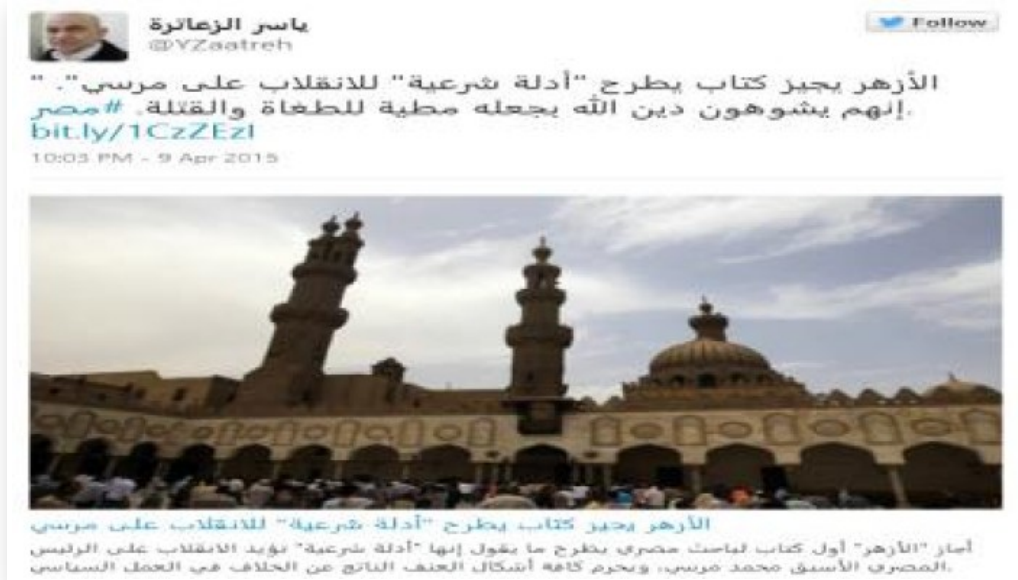 ياسر الزعاترة
@YZaatreh
Follow
الأزهر يجيز كتاب يطرح "أدلة شرعية" للانقلاب على مرسي". "
إنهم يشوهون دين الله بجعله مطية للطغاة والقتلة. #مصر.
bit.ly/1CzZEzI
10:03 PM - 9 Apr 2015
الأزهر يجيز كتاب يطرح "أدلة شرعية" للانقلاب على مرسي
أجاز "الأزهر" أول كتاب لباحث مصري يطرح ما يقول إنها "أدلة شرعية" تؤيد الانقلاب على الرئيس
المصري الأسبق محمد مرسي، ويحرم كافة أشكال العنف الناتج عن الخلاف في العمل السياسي.